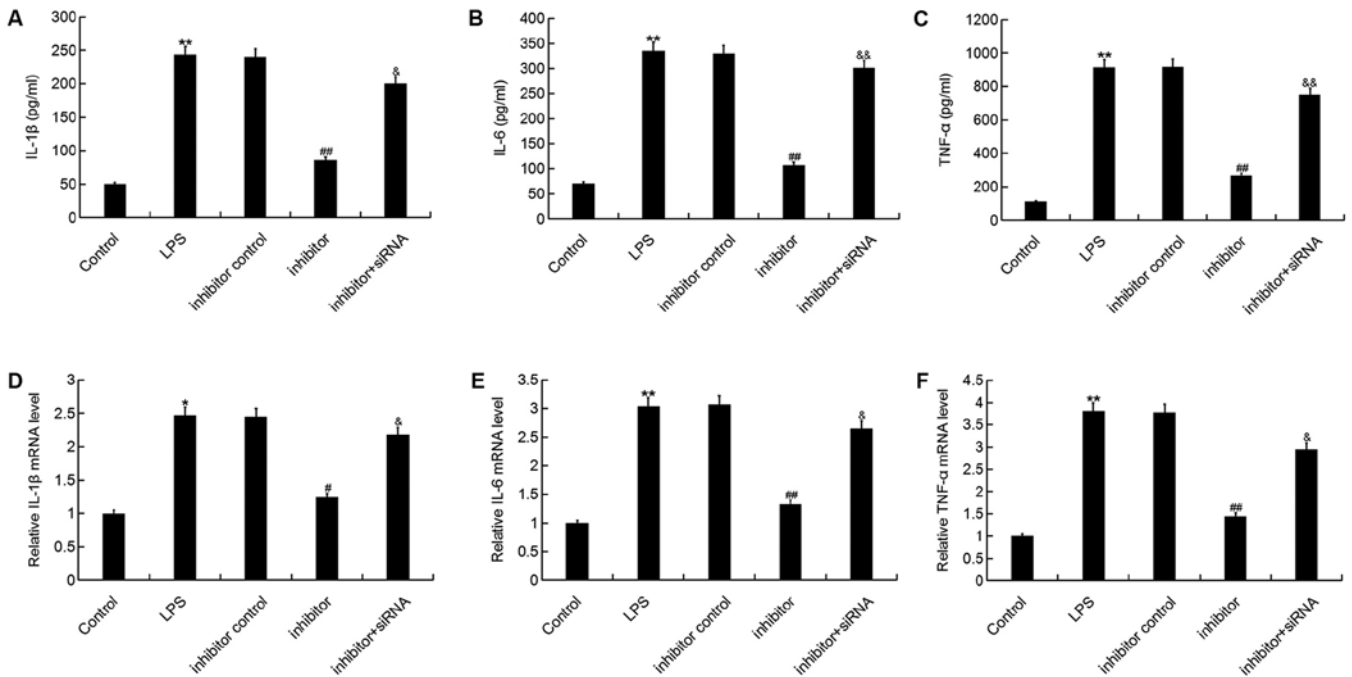 A
IL-1β (pg/ml)
300
250
200
150
100
50
0
**
##
&
Control
LPS
inhibitor control
inhibitor
inhibitor+siRNA
B
IL-6 (pg/ml)
400
350
300
250
200
150
100
50
0
**
##
&&
Control
LPS
inhibitor control
inhibitor
inhibitor+siRNA
C
TNF-α (pg/ml)
1200
1000
800
600
400
200
0
**
##
&&
Control
LPS
inhibitor control
inhibitor
inhibitor+siRNA
D
Relative IL-1β mRNA level
3
2.5
2
1.5
1
0.5
0
*
#
&
Control
LPS
inhibitor control
inhibitor
inhibitor+siRNA
E
Relative IL-6 mRNA level
3.5
3
2.5
2
1.5
1
0.5
0
**
##
&
Control
LPS
inhibitor control
inhibitor
inhibitor+siRNA
F
Relative TNF-α mRNA level
4.5
4
3.5
3
2.5
2
1.5
1
0.5
0
**
##
&
Control
LPS
inhibitor control
inhibitor
inhibitor+siRNA